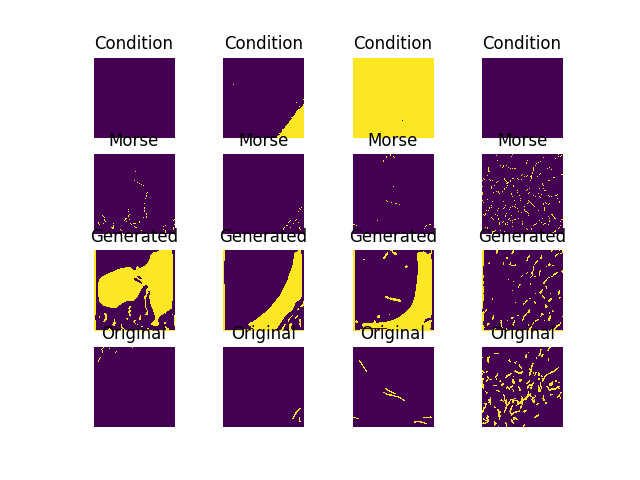 Condition Condition Condition Condition
Morse Morse Morse Morse
Generated Generated Generated Generated
Original Original Original Original